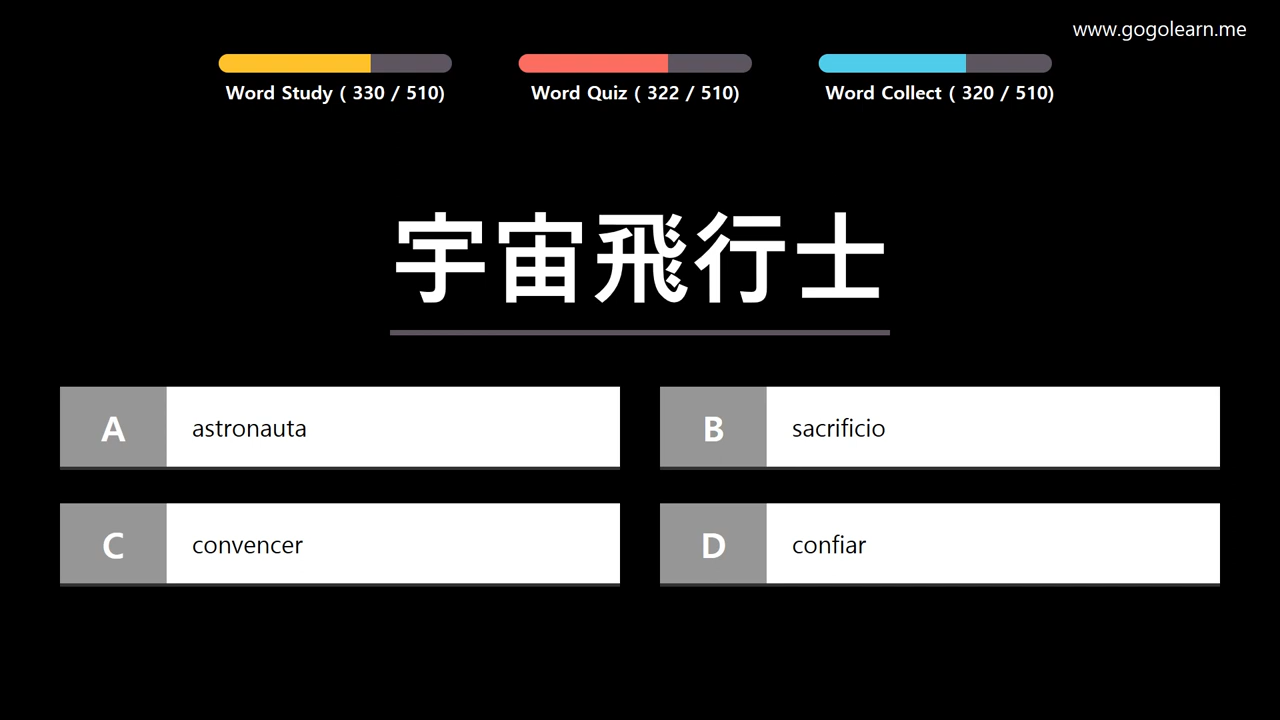 www.gogolearn.me
Word Study ( 330 / 510)
Word Quiz ( 322 / 510)
Word Collect ( 320 / 510)
宇宙飛行士
A astronauta
B sacrificio
C convencer
D confiar